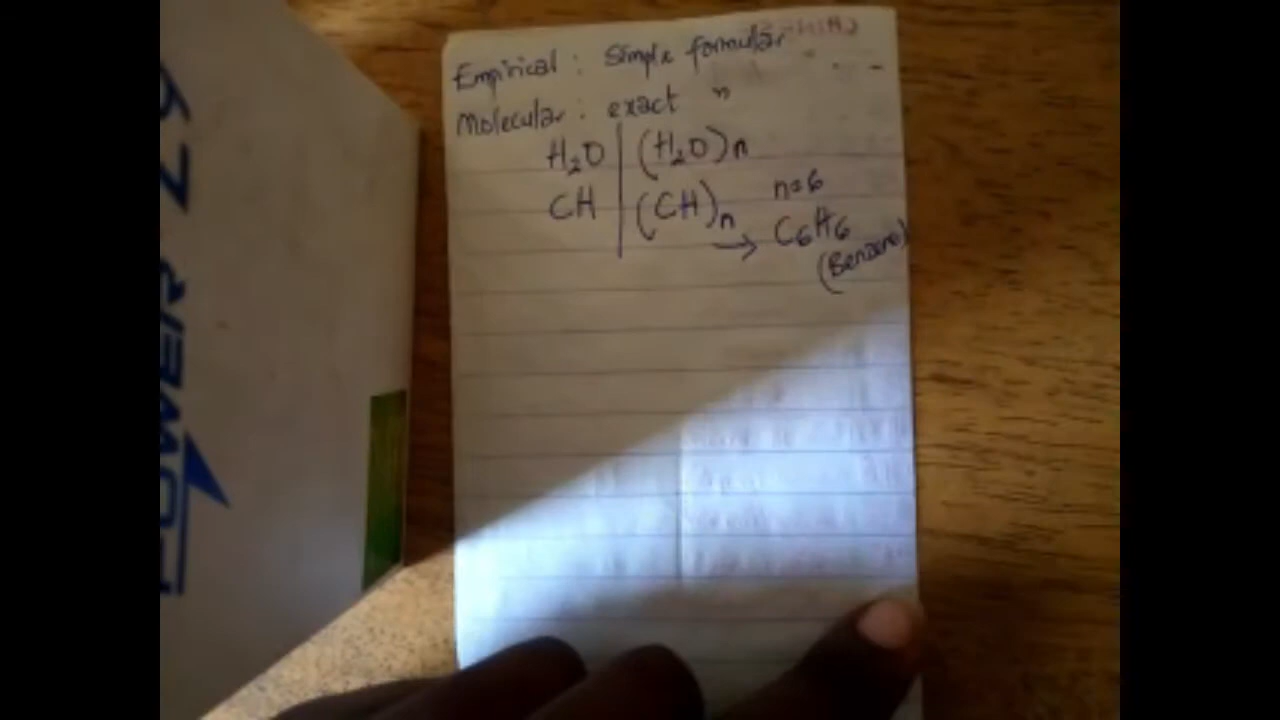 Empirical : Simple formular
Molecular : exact "
H₂O | (H₂O)n
CH | (CH)n n=6
→ C₆H₆
(Benzene)